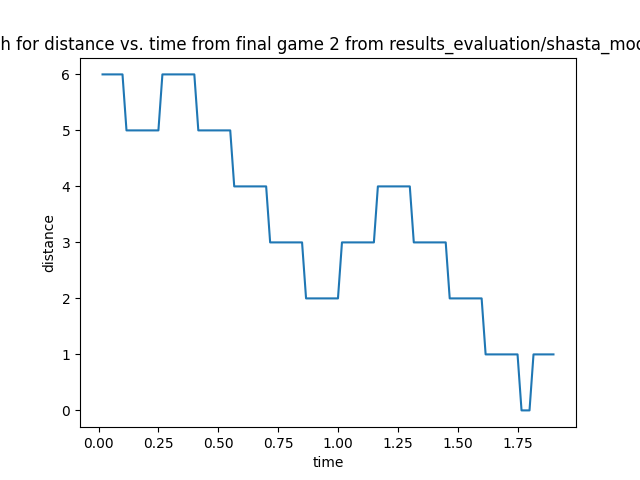 h for distance vs. time from final game 2 from results_evaluation/shasta_mo
distance
6
5
4
3
2
1
0
0.00 0.25 0.50 0.75 1.00 1.25 1.50 1.75
time